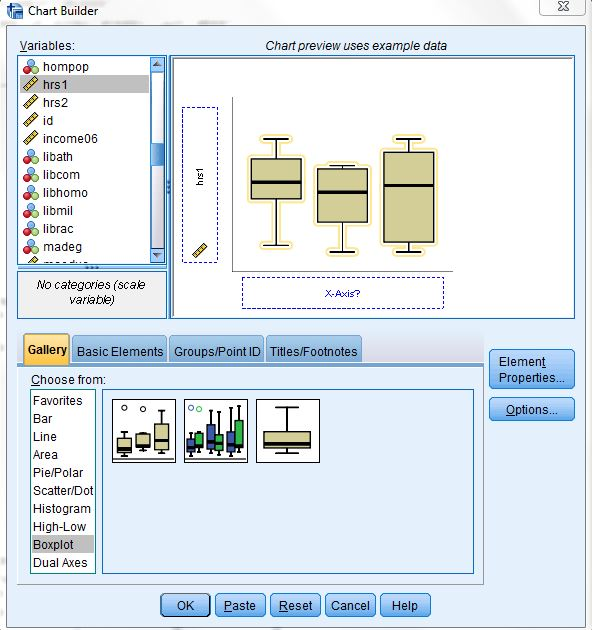 Chart Builder
Variables:
Chart preview uses example data
hompop
hrs1
hrs2
id
income06
libath
libcom
libhomo
libmil
librac
madeg
hrs1
X-Axis?
No categories (scale
variable)
Gallery
Basic Elements
Groups/Point ID
Titles/Footnotes
Choose from:
Favorites
Bar
Line
Area
Pie/Polar
Scatter/Dot
Histogram
High-Low
Boxplot
Dual Axes
Element
Properties...
Options...
OK
Paste
Reset
Cancel
Help